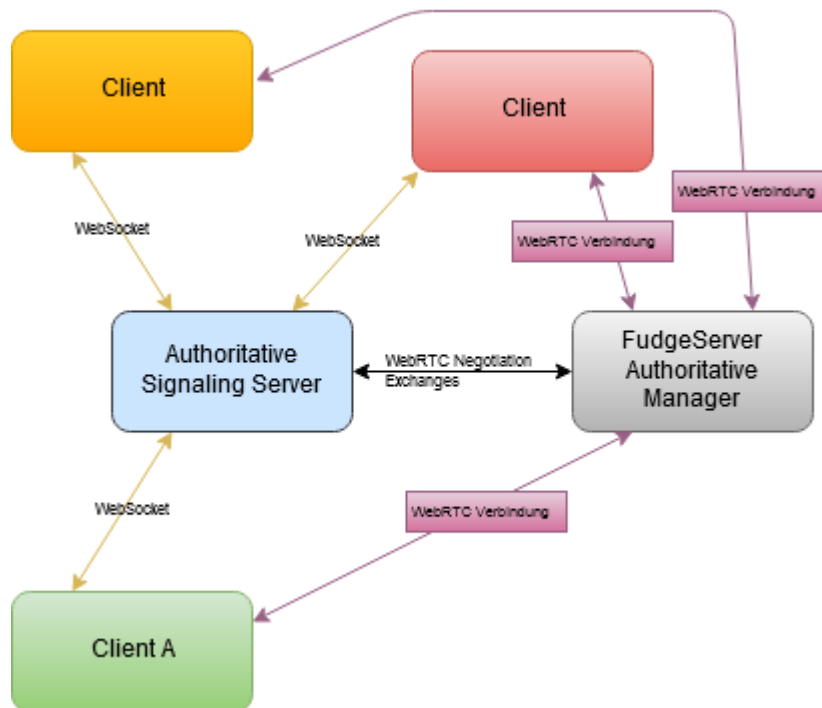 Client
Client
WebRTC Verbindung
WebSocket
WebRTC Verbindung
WebSocket
Authoritative
Signaling Server
WebRTC Negotiation
Exchanges
FudgeServer
Authoritative
Manager
WebSocket
WebRTC Verbindung
Client A